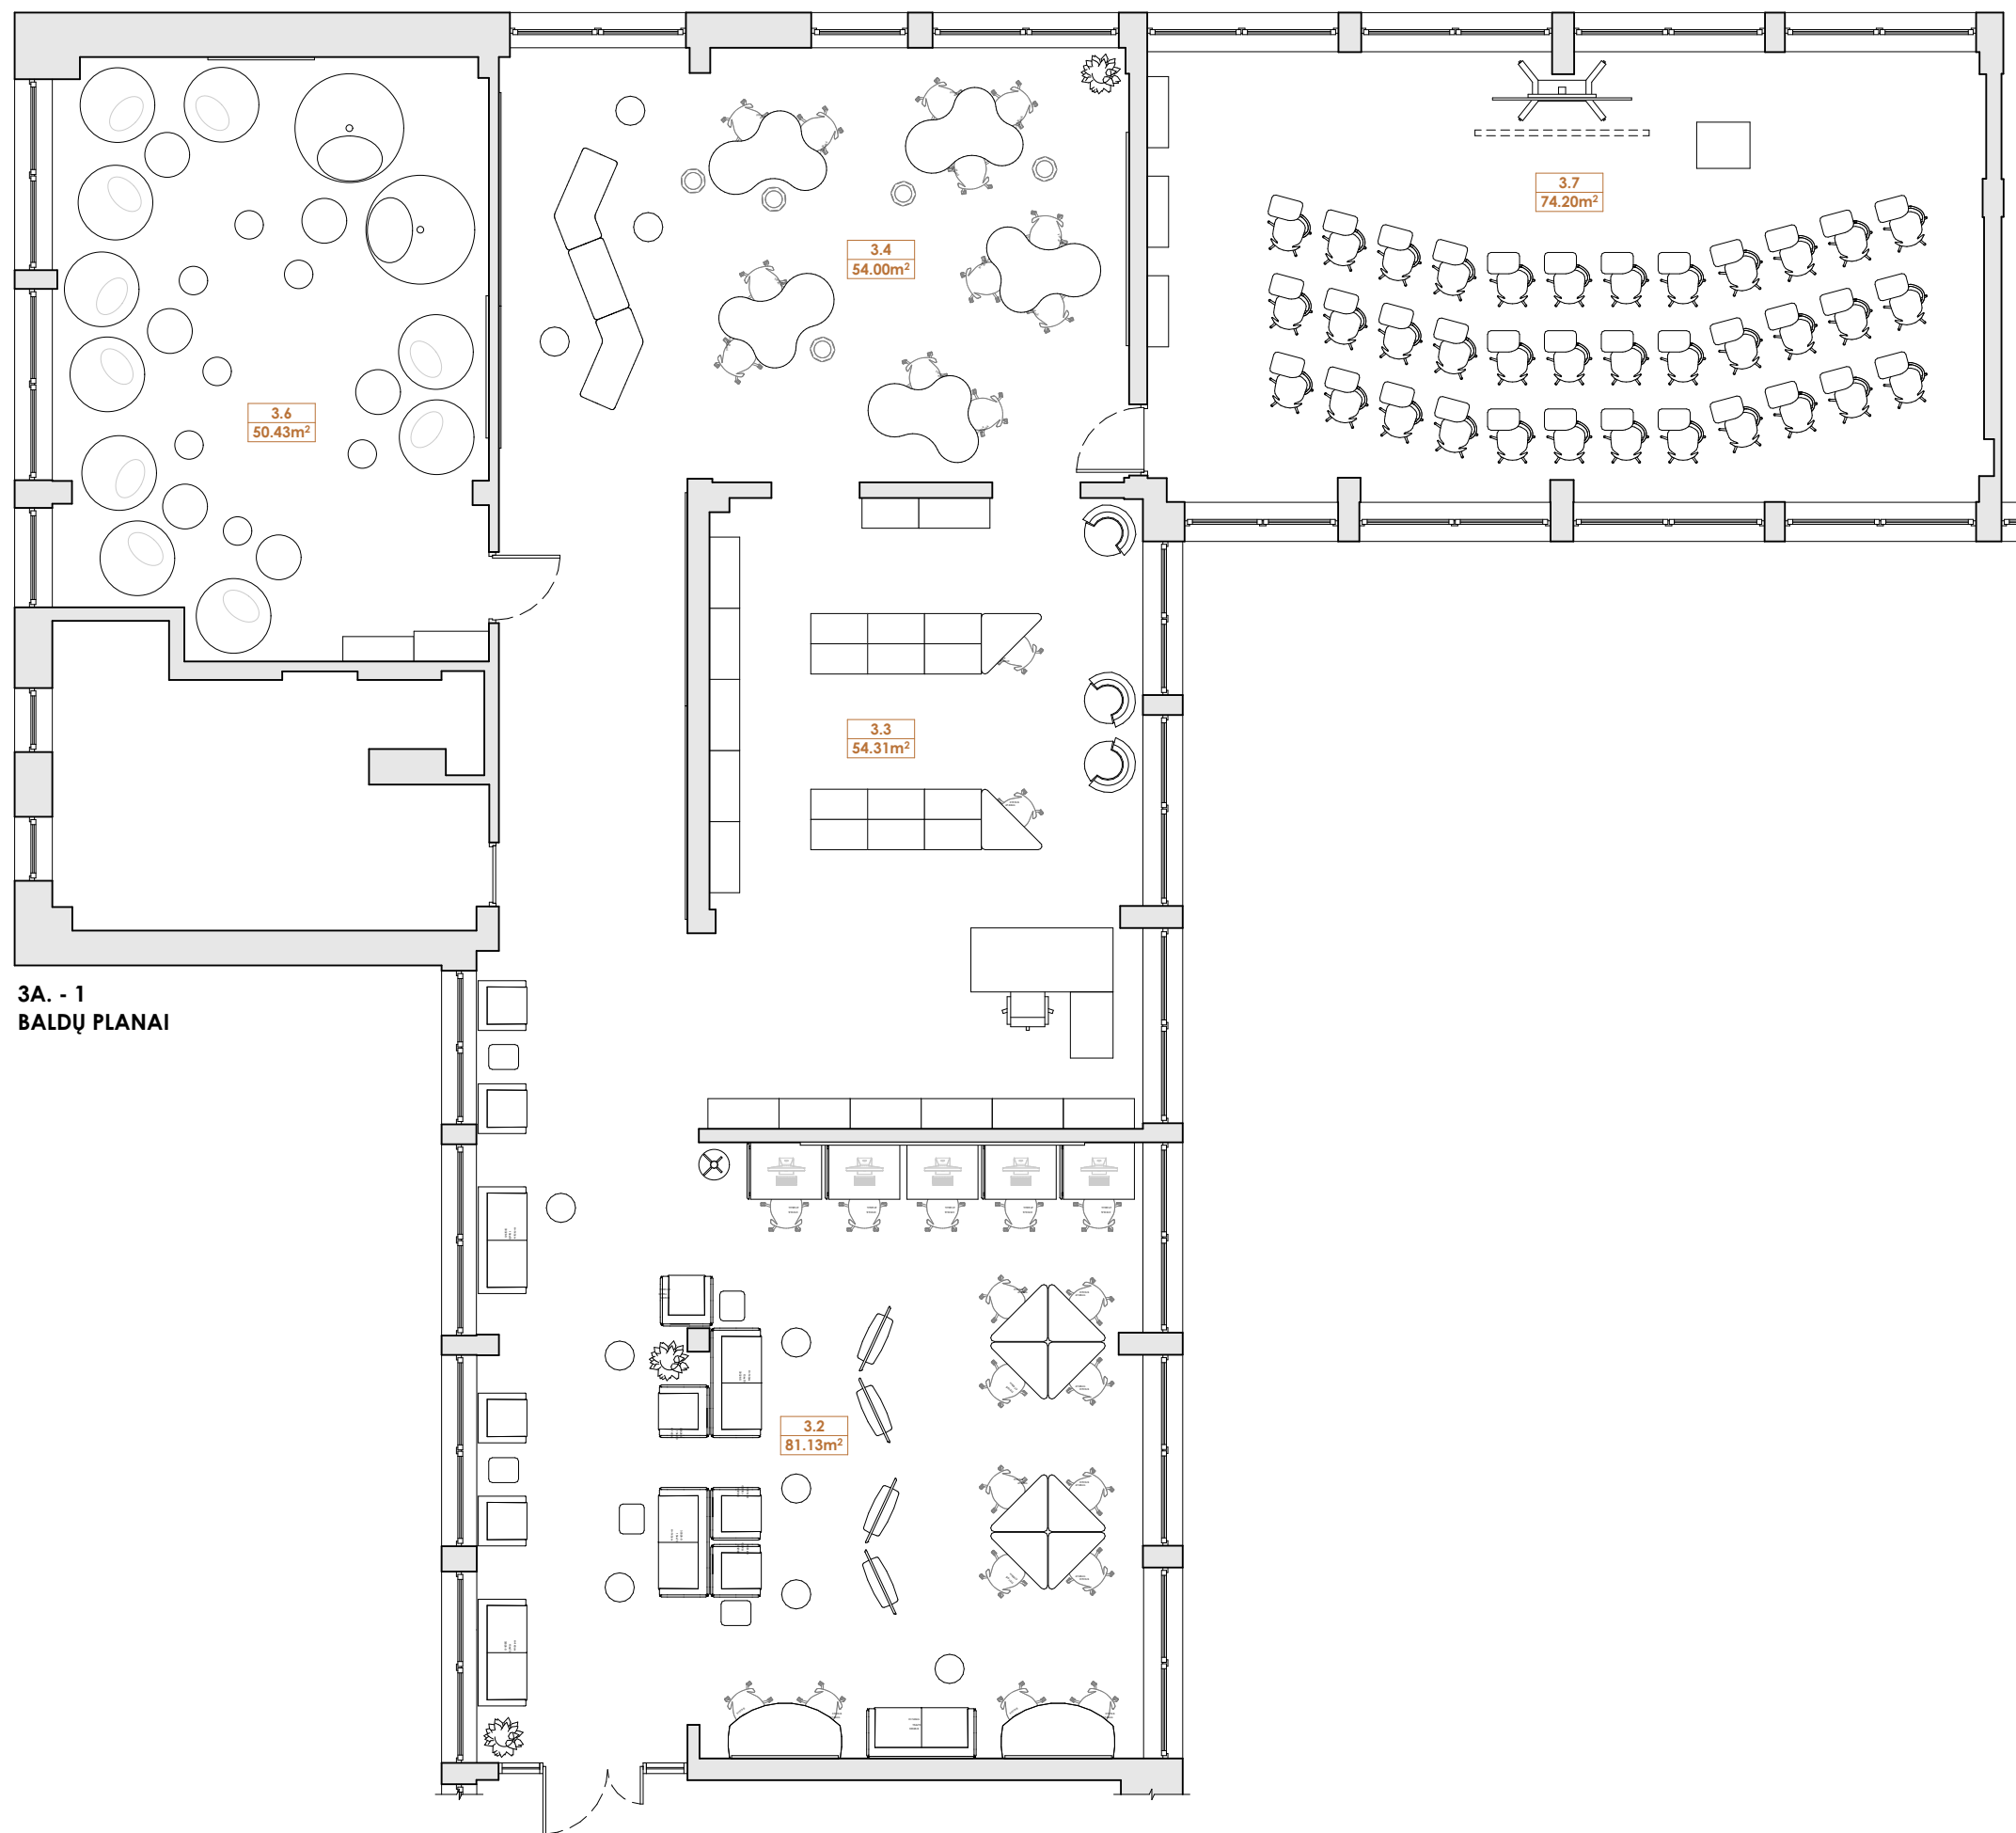 3.7
74.20m²
3.4
54.00m²
3.6
50.43m²
3.3
54.31m²
3A. - 1
BALDŲ PLANAI
3.2
81.13m²